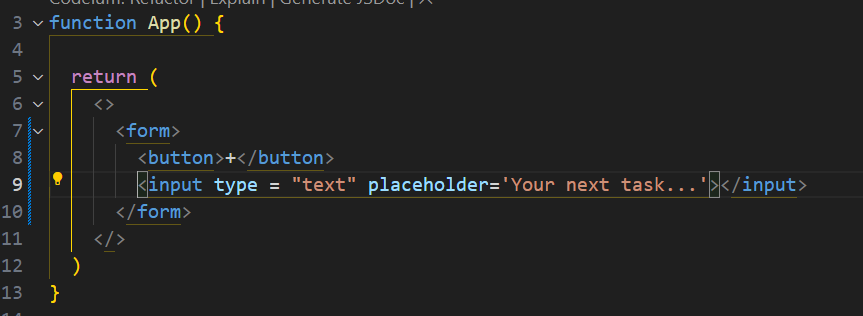 Codeium: Refactor | Explain | Generate JSDoc | ×
3 function App() {
4
5 return (
6 <>
7 <form>
8 <button>+</button>
9 <input type = "text" placeholder='Your next task...'></input>
10 </form>
11 </>
12 )
13 }